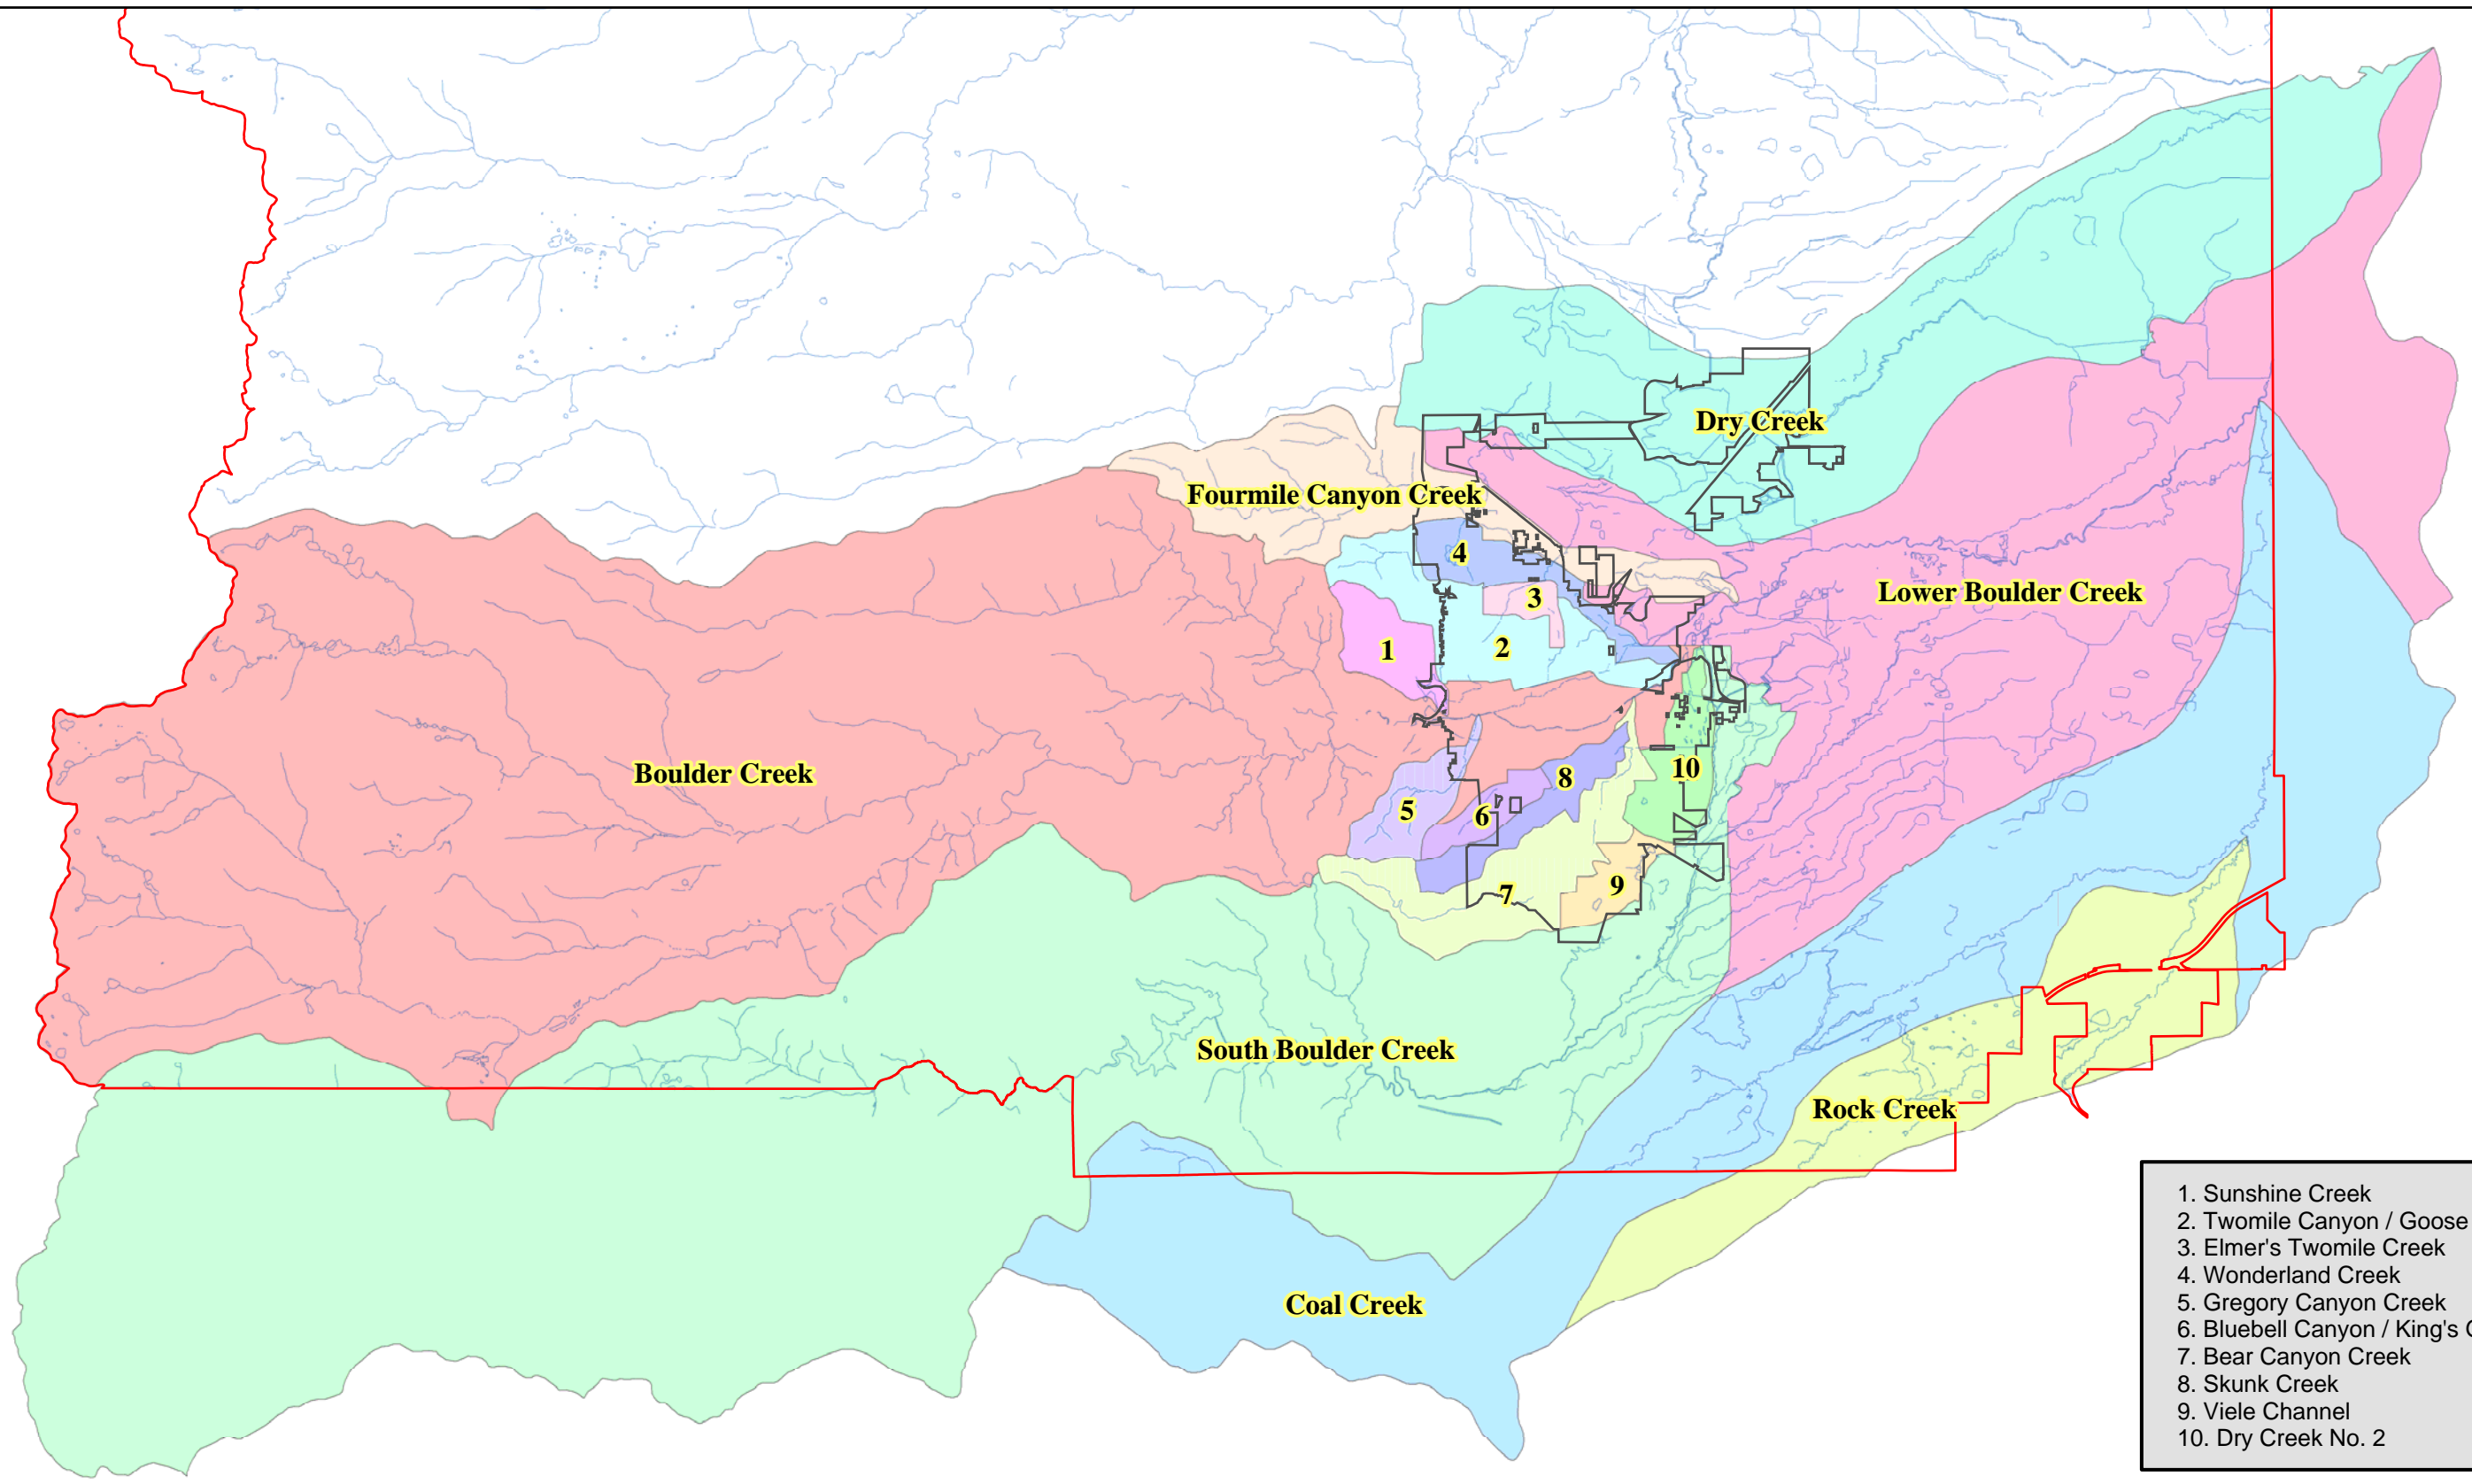 Dry Creek
Fourmile Canyon Creek
4
3
Lower Boulder Creek
1
2
Boulder Creek
8
10
5
6
7
9
South Boulder Creek
Rock Creek
Coal Creek
1. Sunshine Creek
2. Twomile Canyon / Goose
3. Elmer's Twomile Creek
4. Wonderland Creek
5. Gregory Canyon Creek
6. Bluebell Canyon / King's
7. Bear Canyon Creek
8. Skunk Creek
9. Viele Channel
10. Dry Creek No. 2